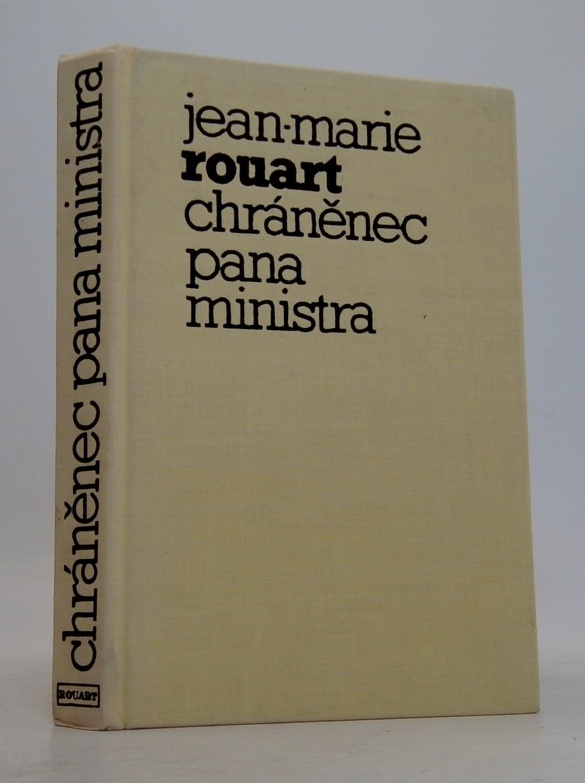 jean-marie
rouart
chráněnec
pana
ministra
chráněnec pana ministra
ROUART